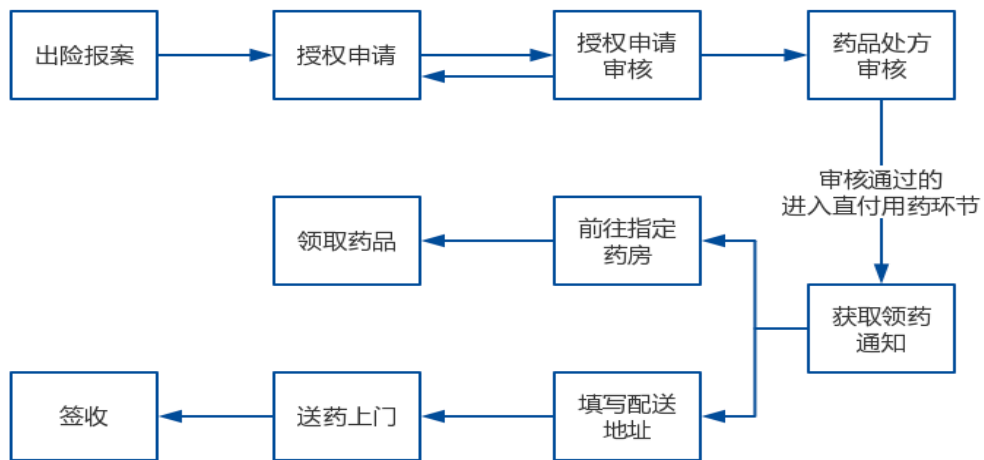 出险报案
授权申请
授权申请
审核
药品处方
审核
审核通过的
进入直付用药环节
领取药品
前往指定
药房
获取领药
通知
签收
送药上门
填写配送
地址